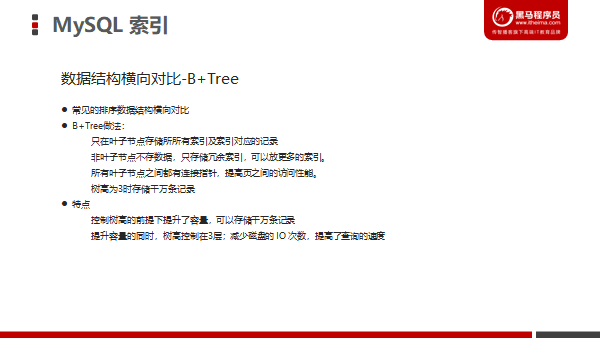 MySQL 索引
黑马程序员
www.itheima.com
传智播客旗下高端IT教育品牌
数据结构横向对比-B+Tree
常见的排序数据结构横向对比
B+Tree做法：
只在叶子节点存储所所有索引及索引对应的记录
非叶子节点不存数据，只存储冗余索引，可以放更多的索引。
所有叶子节点之间都有连接指针，提高页之间的访问性能。
树高为3时存储千万条记录
特点
控制树高的前提下提升了容量，可以存储千万条记录
提升容量的同时，树高控制在3层；减少磁盘的 IO 次数，提高了查询的速度